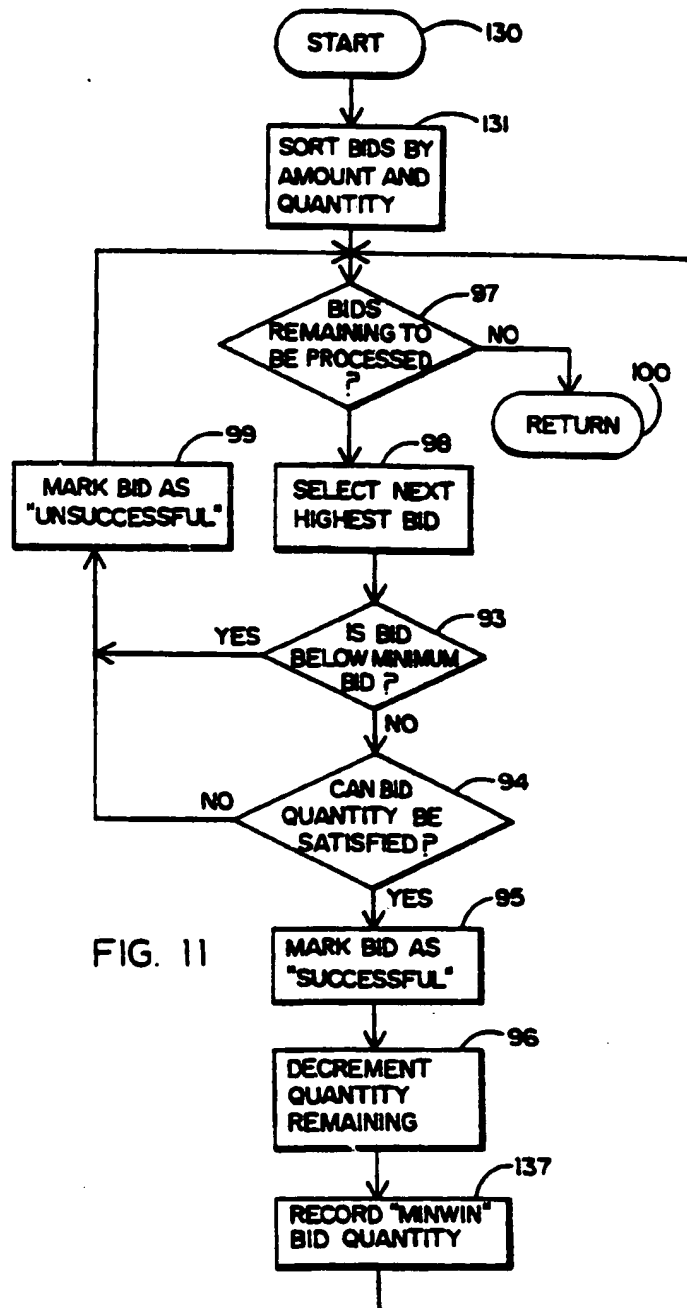 START
130
131
SORT BIDS BY
AMOUNT AND
QUANTITY
97
BIDS
REMAINING TO
BE PROCESSED
?
NO
100
RETURN
99
MARK BID AS
"UNSUCCESSFUL"
98
SELECT NEXT
HIGHEST BID
93
YES
IS BID
BELOW MINIMUM
BID ?
NO
94
NO
CAN BID
QUANTITY BE
SATISFIED?
YES
95
FIG. 11
MARK BID AS
"SUCCESSFUL"
96
DECREMENT
QUANTITY
REMAINING
137
RECORD "MINWIN"
BID QUANTITY